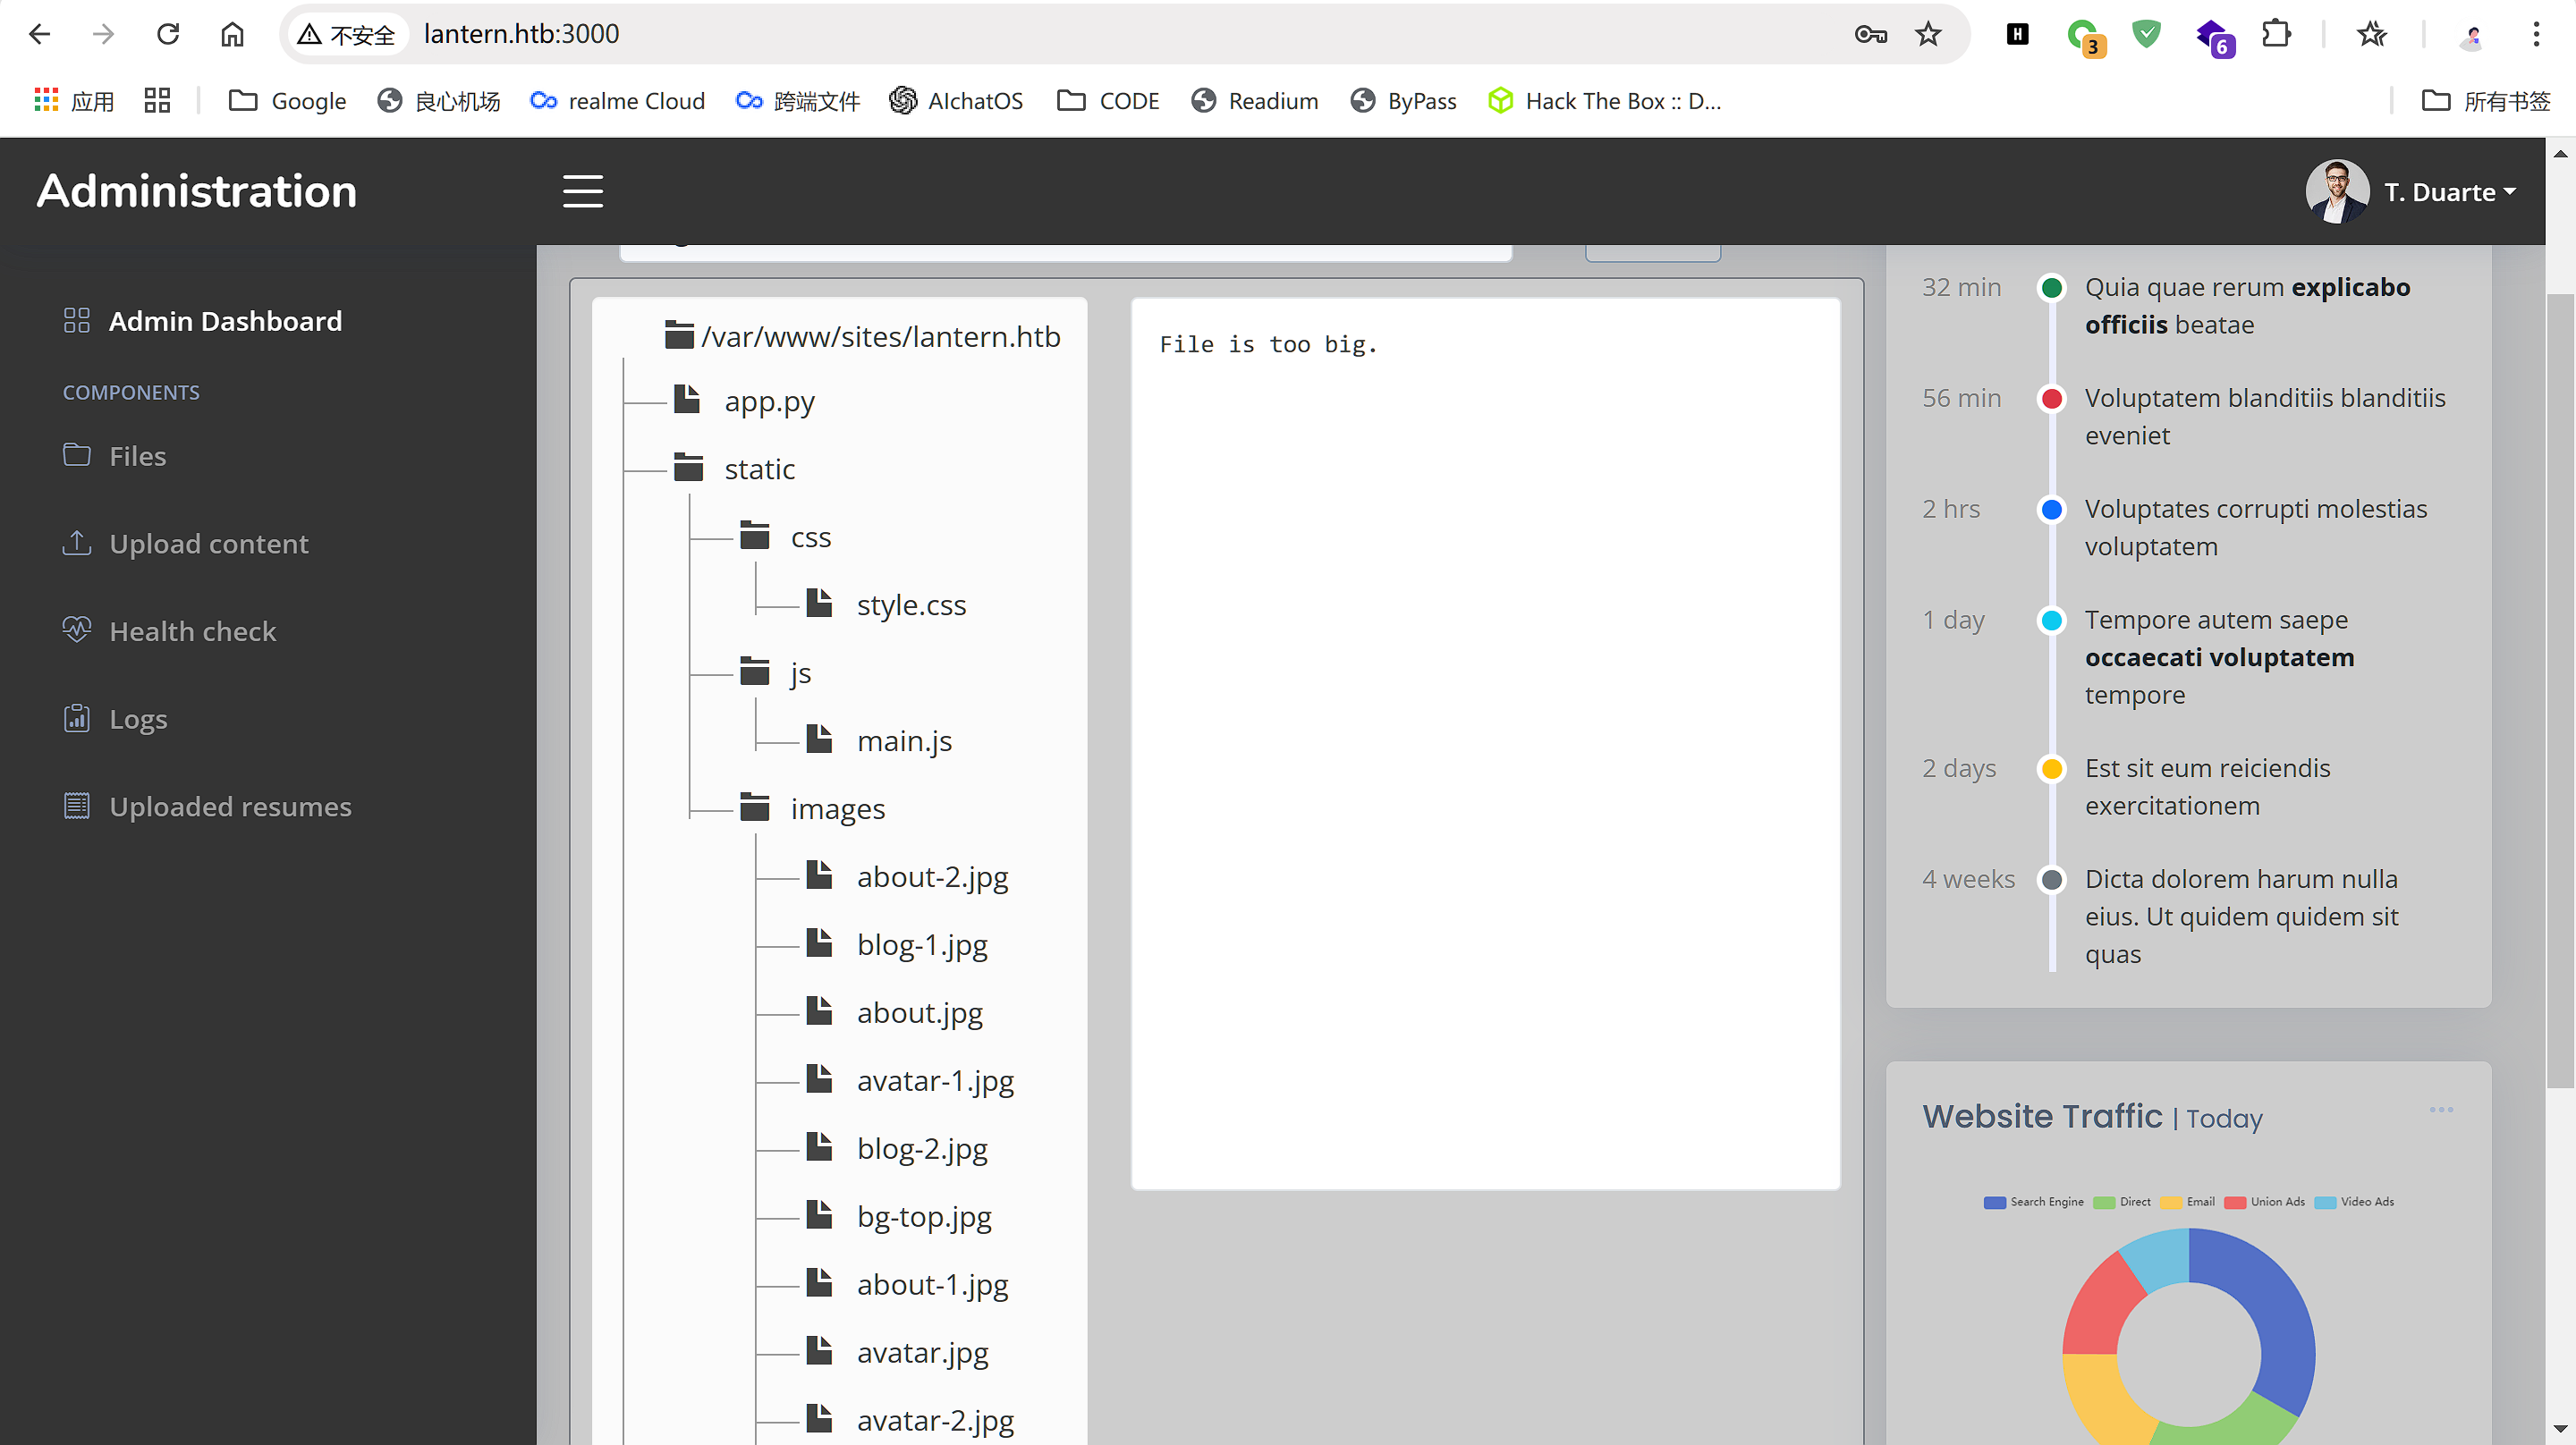 不安全 lantern.htb:3000
3
6
应用
Google
良心机场
realme Cloud
跨端文件
AIchatOS
CODE
Readium
ByPass
Hack The Box :: D...
所有书签
Administration
T. Duarte
Admin Dashboard
COMPONENTS
Files
Upload content
Health check
Logs
Uploaded resumes
/var/www/sites/lantern.htb
app.py
static
css
style.css
js
main.js
images
about-2.jpg
blog-1.jpg
about.jpg
avatar-1.jpg
blog-2.jpg
bg-top.jpg
about-1.jpg
avatar.jpg
avatar-2.jpg
File is too big.
32 min
Quia quae rerum explicabo
officiis beatae
56 min
Voluptatem blanditiis blanditiis
eveniet
2 hrs
Voluptates corrupti molestias
voluptatem
1 day
Tempore autem saepe
occaecati voluptatem
tempore
2 days
Est sit eum reiciendis
exercitationem
4 weeks
Dicta dolorem harum nulla
eius. Ut quidem quidem sit
quas
Website Traffic | Today
Search Engine
Direct
Email
Union Ads
Video Ads